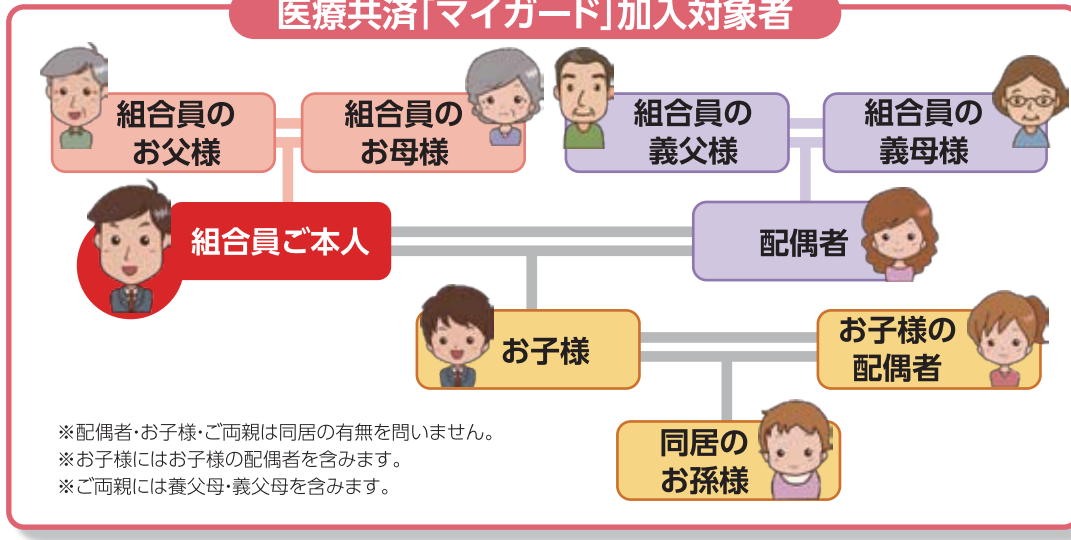 医療共済「マイガード」加入対象者
組合員の
お父様
組合員の
お母様
組合員の
義父様
組合員の
義母様
組合員ご本人
配偶者
お子様
お子様の
配偶者
同居の
お孫様
※配偶者・お子様・ご両親は同居の有無を問いません。
※お子様にはお子様の配偶者を含みます。
※ご両親には養父母・義父母を含みます。